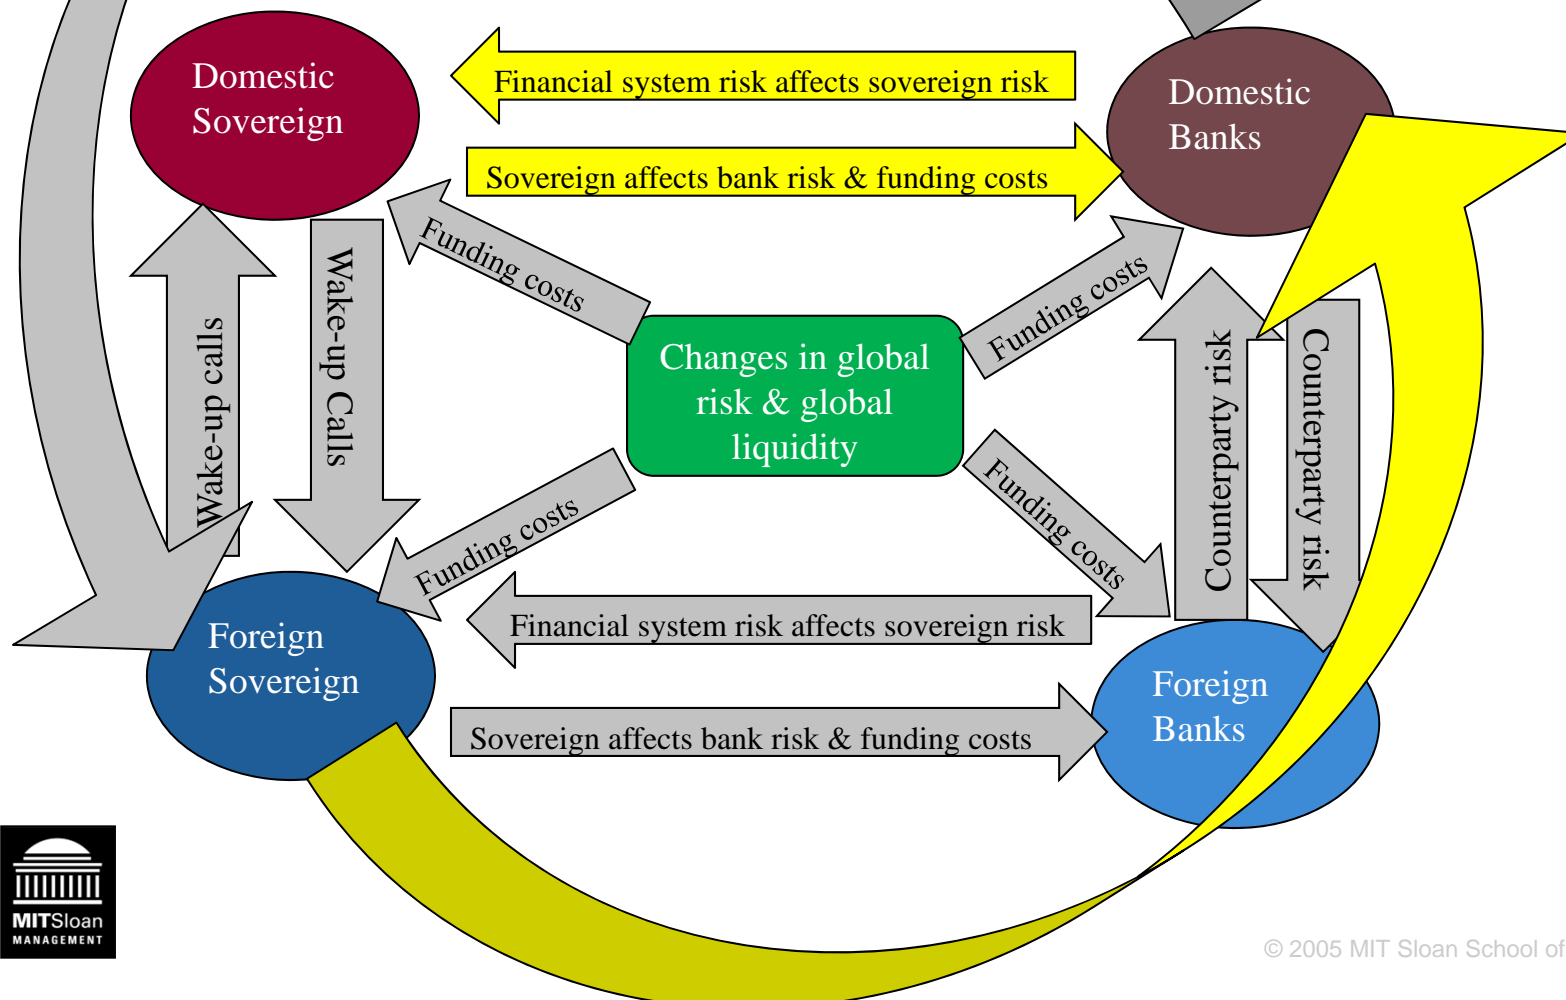 Domestic
Sovereign
Financial system risk affects sovereign risk
Domestic
Banks
Sovereign affects bank risk & funding costs
Funding costs
Funding costs
Wake-up calls
Wake-up Calls
Changes in global
risk & global
liquidity
Counterparty risk
Counterparty risk
Funding costs
Funding costs
Financial system risk affects sovereign risk
Foreign
Sovereign
Foreign
Banks
Sovereign affects bank risk & funding costs
MITSloan
MANAGEMENT
© 2005 MIT Sloan School of